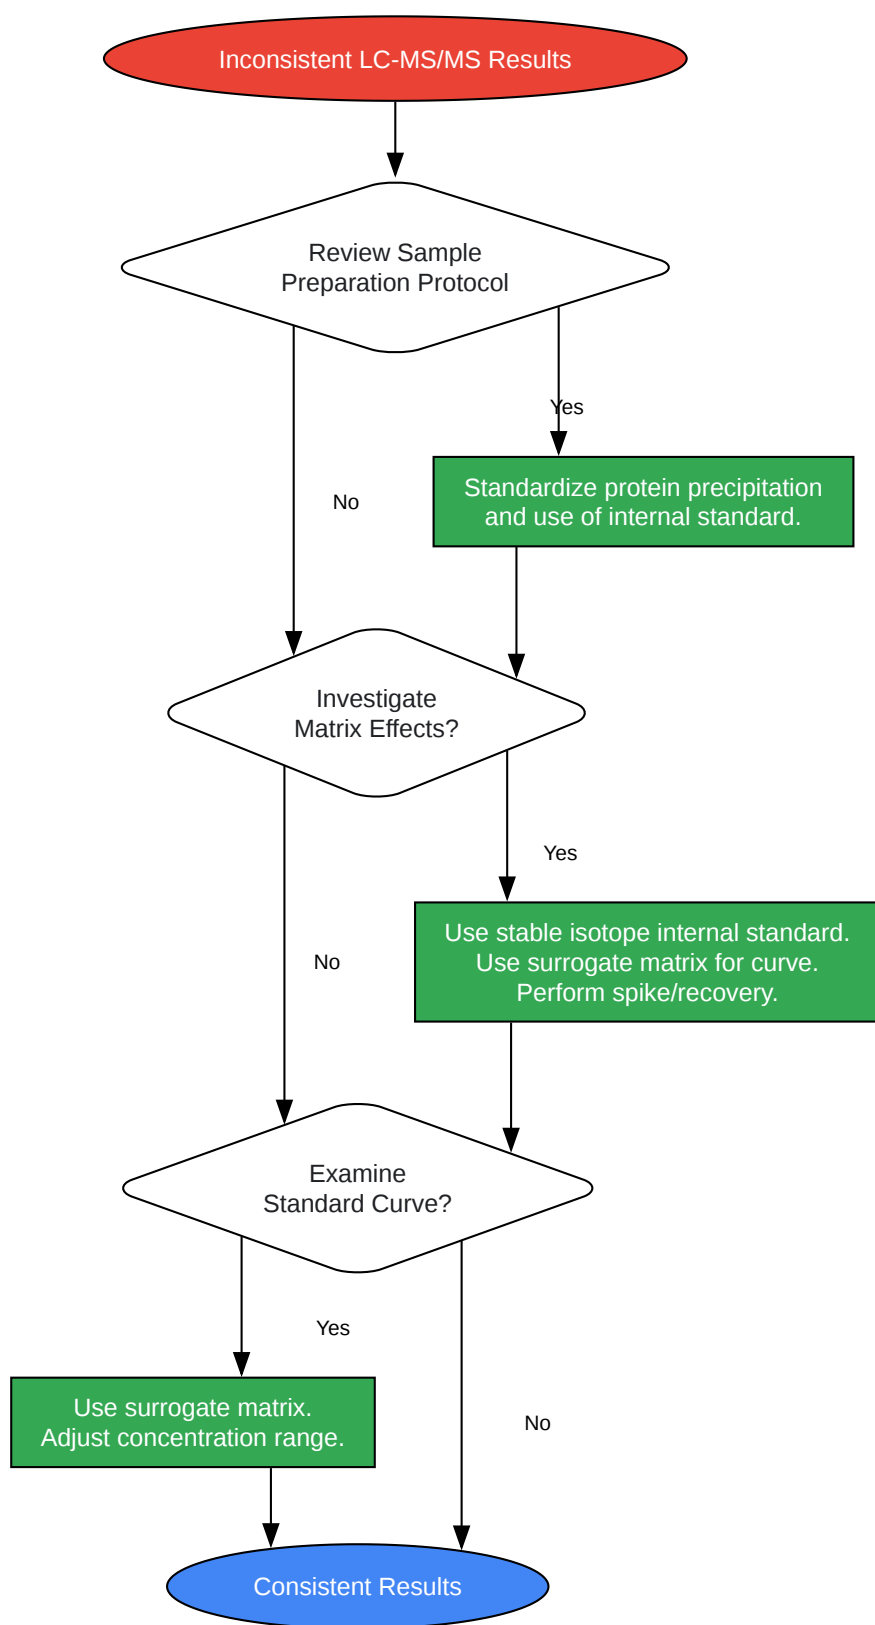 Inconsistent LC-MS/MS Results
Review Sample
Preparation Protocol
Yes
Standardize protein precipitation
and use of internal standard.
No
Investigate
Matrix Effects?
Yes
Use stable isotope internal standard.
Use surrogate matrix for curve.
Perform spike/recovery.
No
Examine
Standard Curve?
Yes
Use surrogate matrix.
Adjust concentration range.
No
Consistent Results